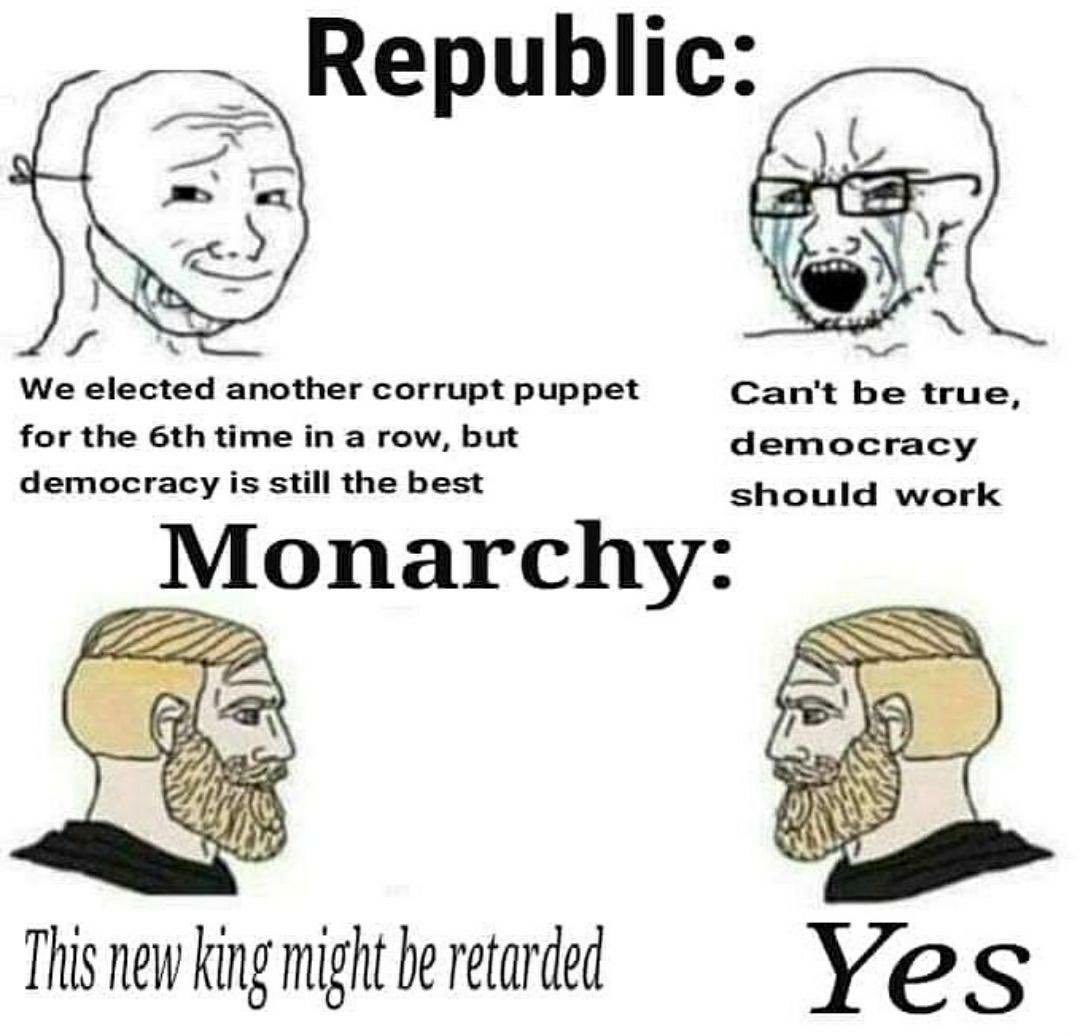 Republic:
We elected another corrupt puppet
for the 6th time in a row, but
democracy is still the best
Can't be true,
democracy
should work
Monarchy:
This new king might be retarded
Yes